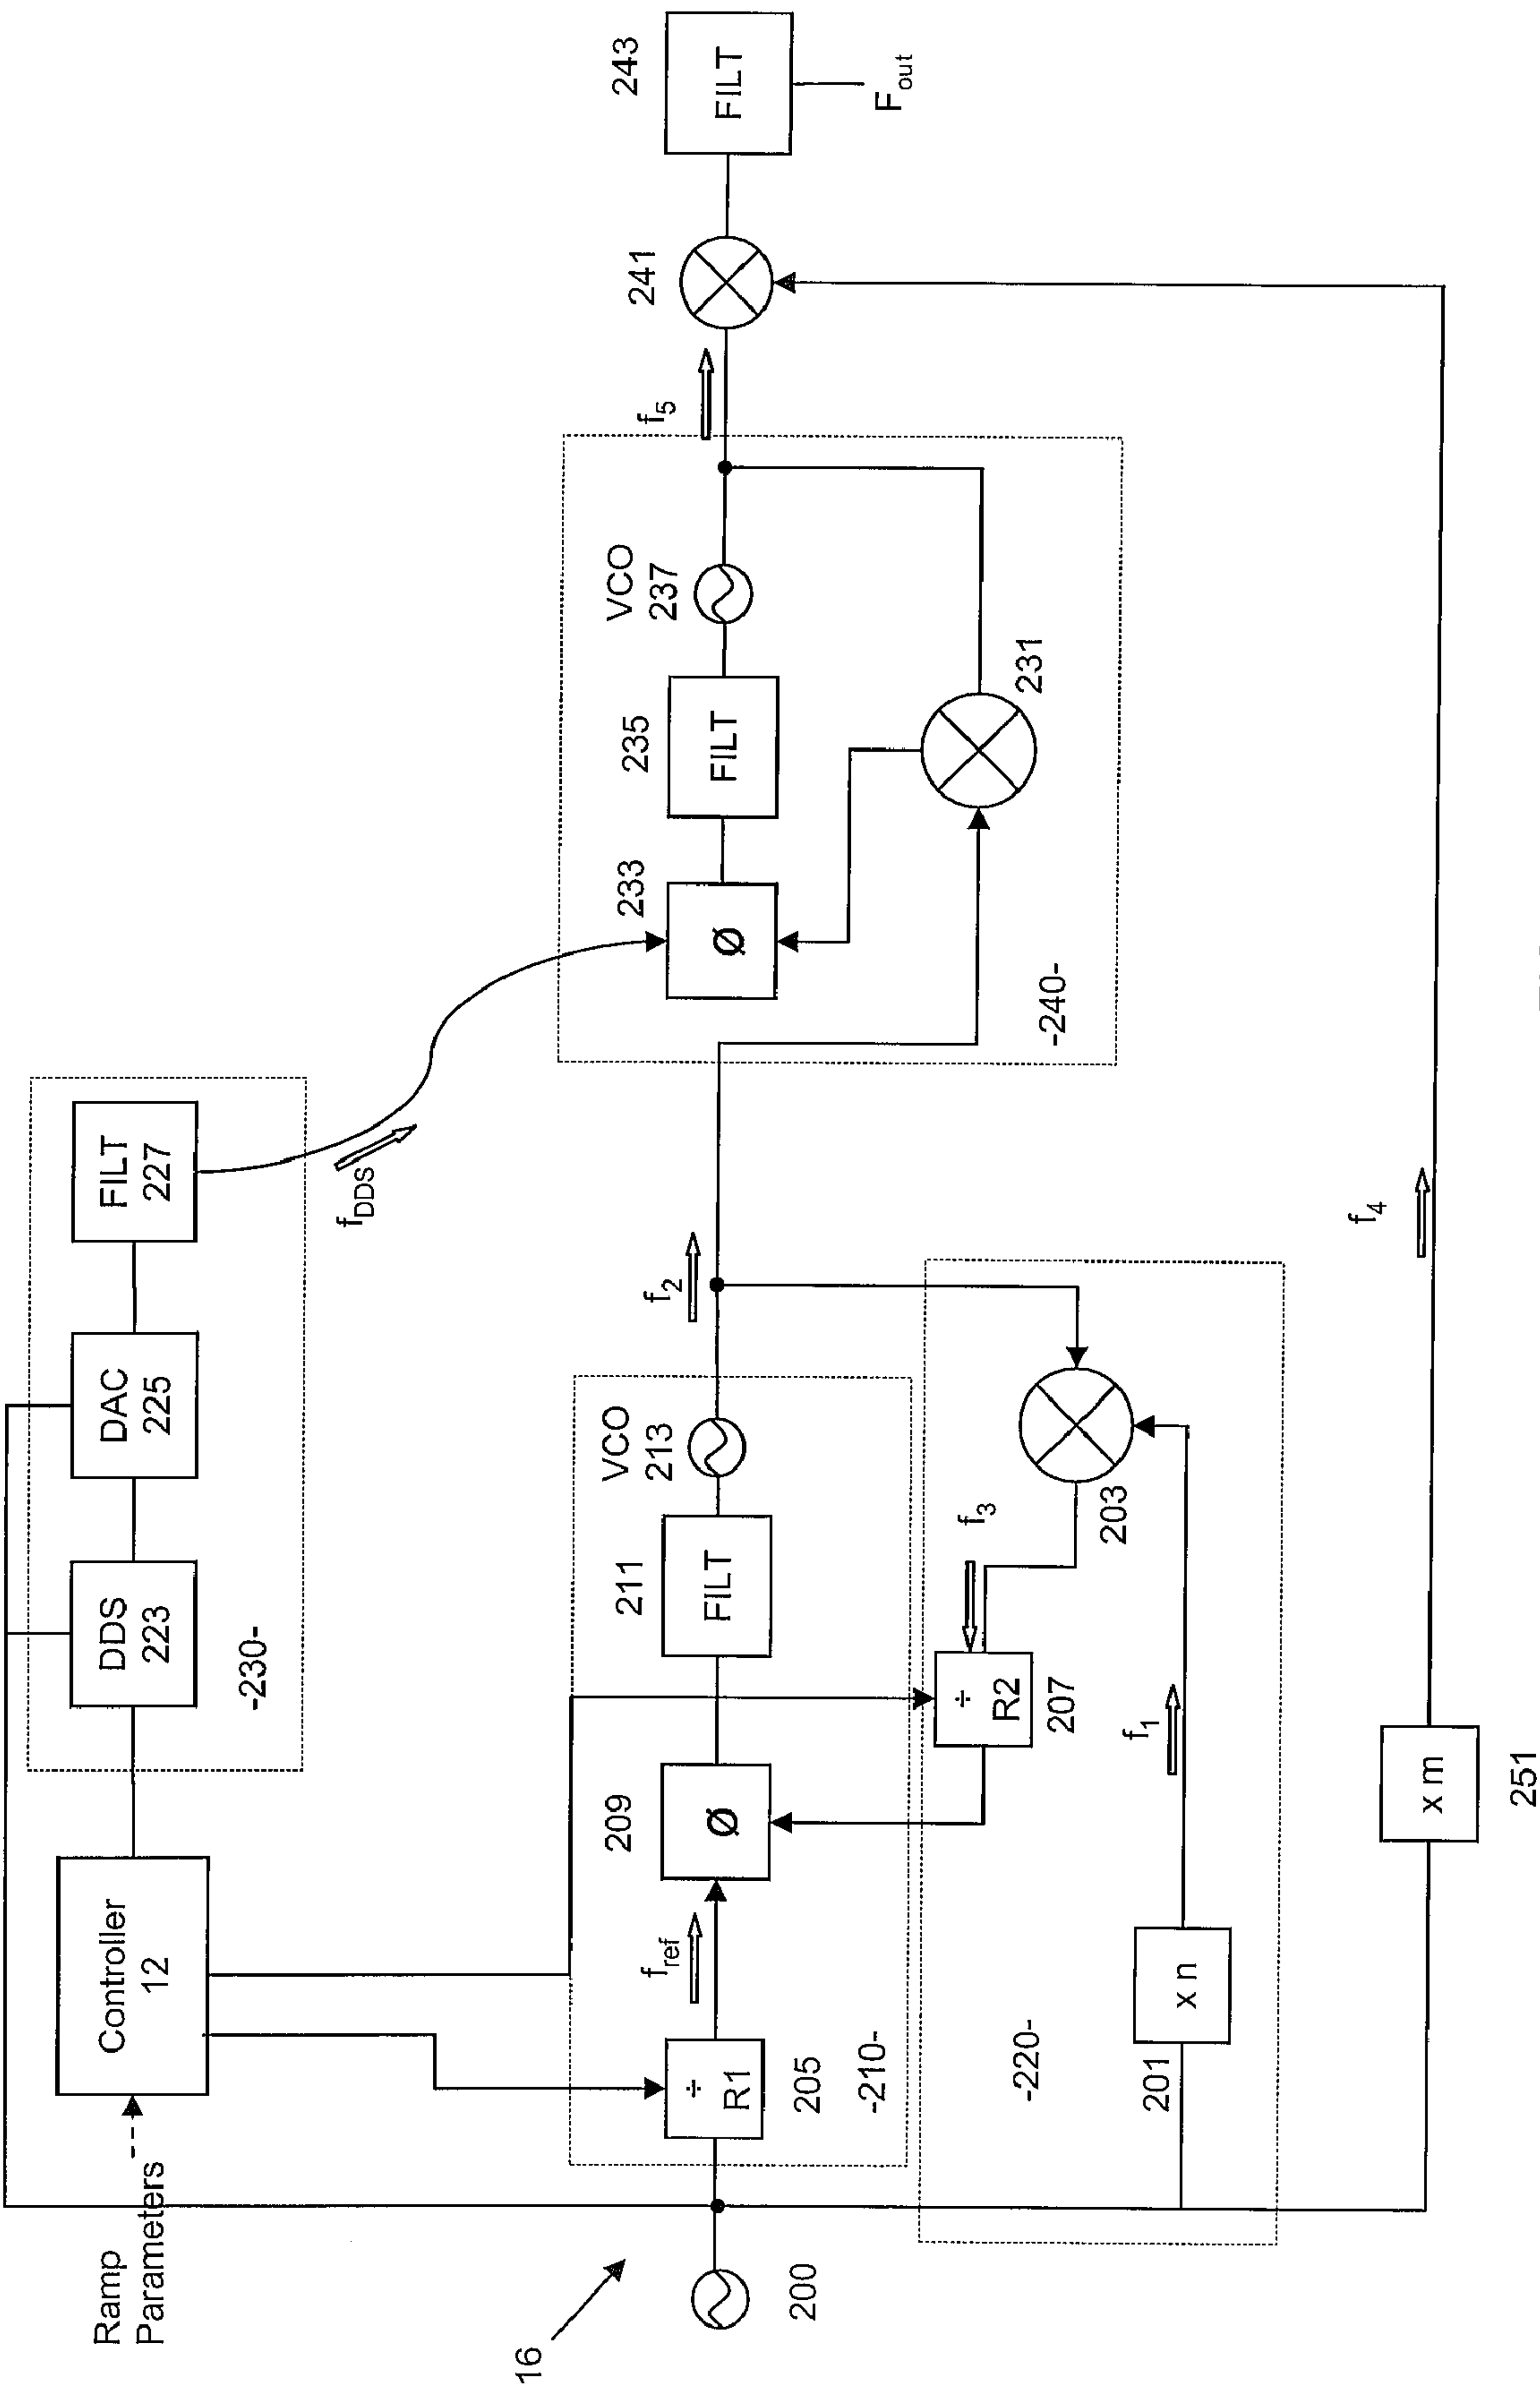 Ramp
Parameters
Controller
12
DDS
223
DAC
225
FILT
227
-230-
fDDS
16
200
÷
R1
205
-210-
fref
209
Ø
211
FILT
VCO
213
f2
-220-
201
x n
f1
÷
R2
207
f3
203
233
Ø
235
FILT
VCO
237
231
-240-
f5
241
243
FILT
Fout
x m
251
f4